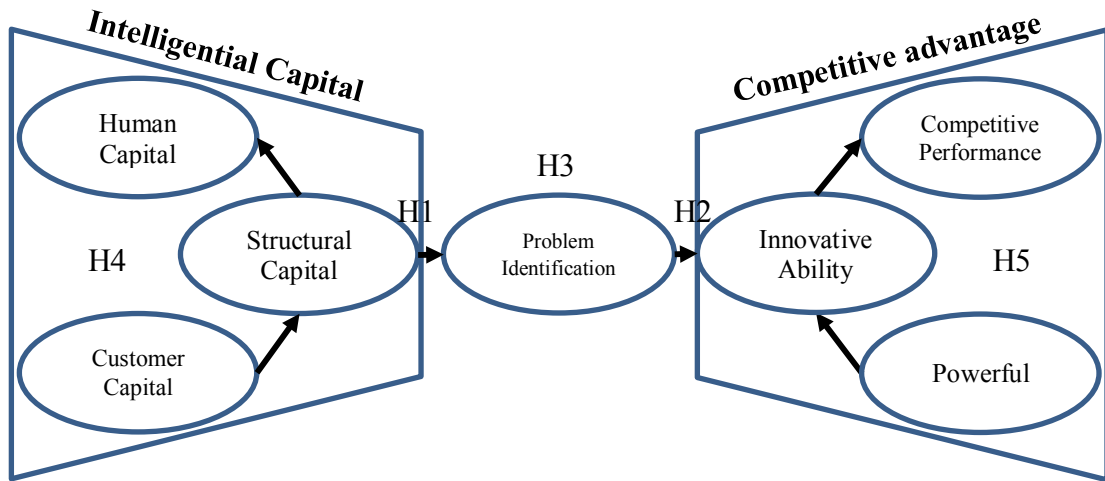 Intelligential Capital
Human
Capital
H4
Structural
Capital
Customer
Capital
H1
H3
Problem
Identification
H2
Competitive advantage
Competitive
Performance
Innovative
Ability
H5
Powerful